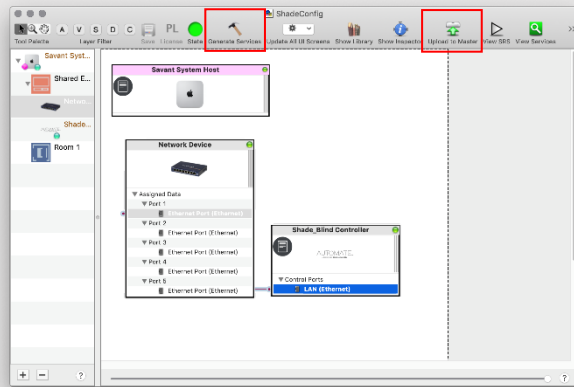 ShadeConfig
A V S D C
PL
Tool Palette Layer Filter Save License State Generate Services Update All UI Screens Show Library Show Inspector Upload to Master View SRS View Services
Savant Syst...
Shared E...
Netwo...
Shade...
Room 1
Savant System Host
Network Device
Assigned Data
Port 1
Ethernet Port (Ethernet)
Port 2
Ethernet Port (Ethernet)
Port 3
Ethernet Port (Ethernet)
Port 4
Ethernet Port (Ethernet)
Port 5
Ethernet Port (Ethernet)
Shade_Blind Controller
AUTOMATE
Control Ports
LAN (Ethernet)
+ − ?
?